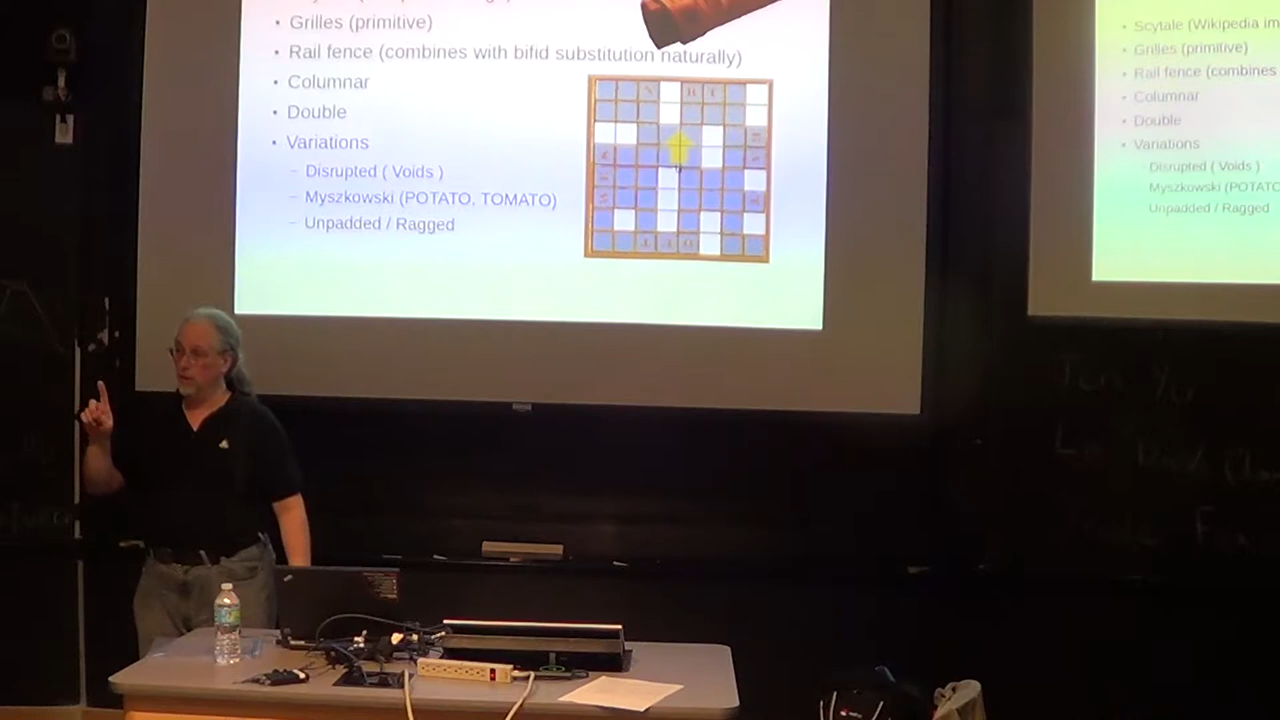 Grilles (primitive)
Rail fence (combines with bifid substitution naturally)
Columnar
Double
Variations
Disrupted ( Voids )
Myszkowski (POTATO, TOMATO)
Unpadded / Ragged
Scytale (Wikipedia im
Grilles (primitive)
Rail fence (combines
Columnar
Double
Variations
Disrupted ( Voids )
Myszkowski (POTATO
Unpadded / Ragged